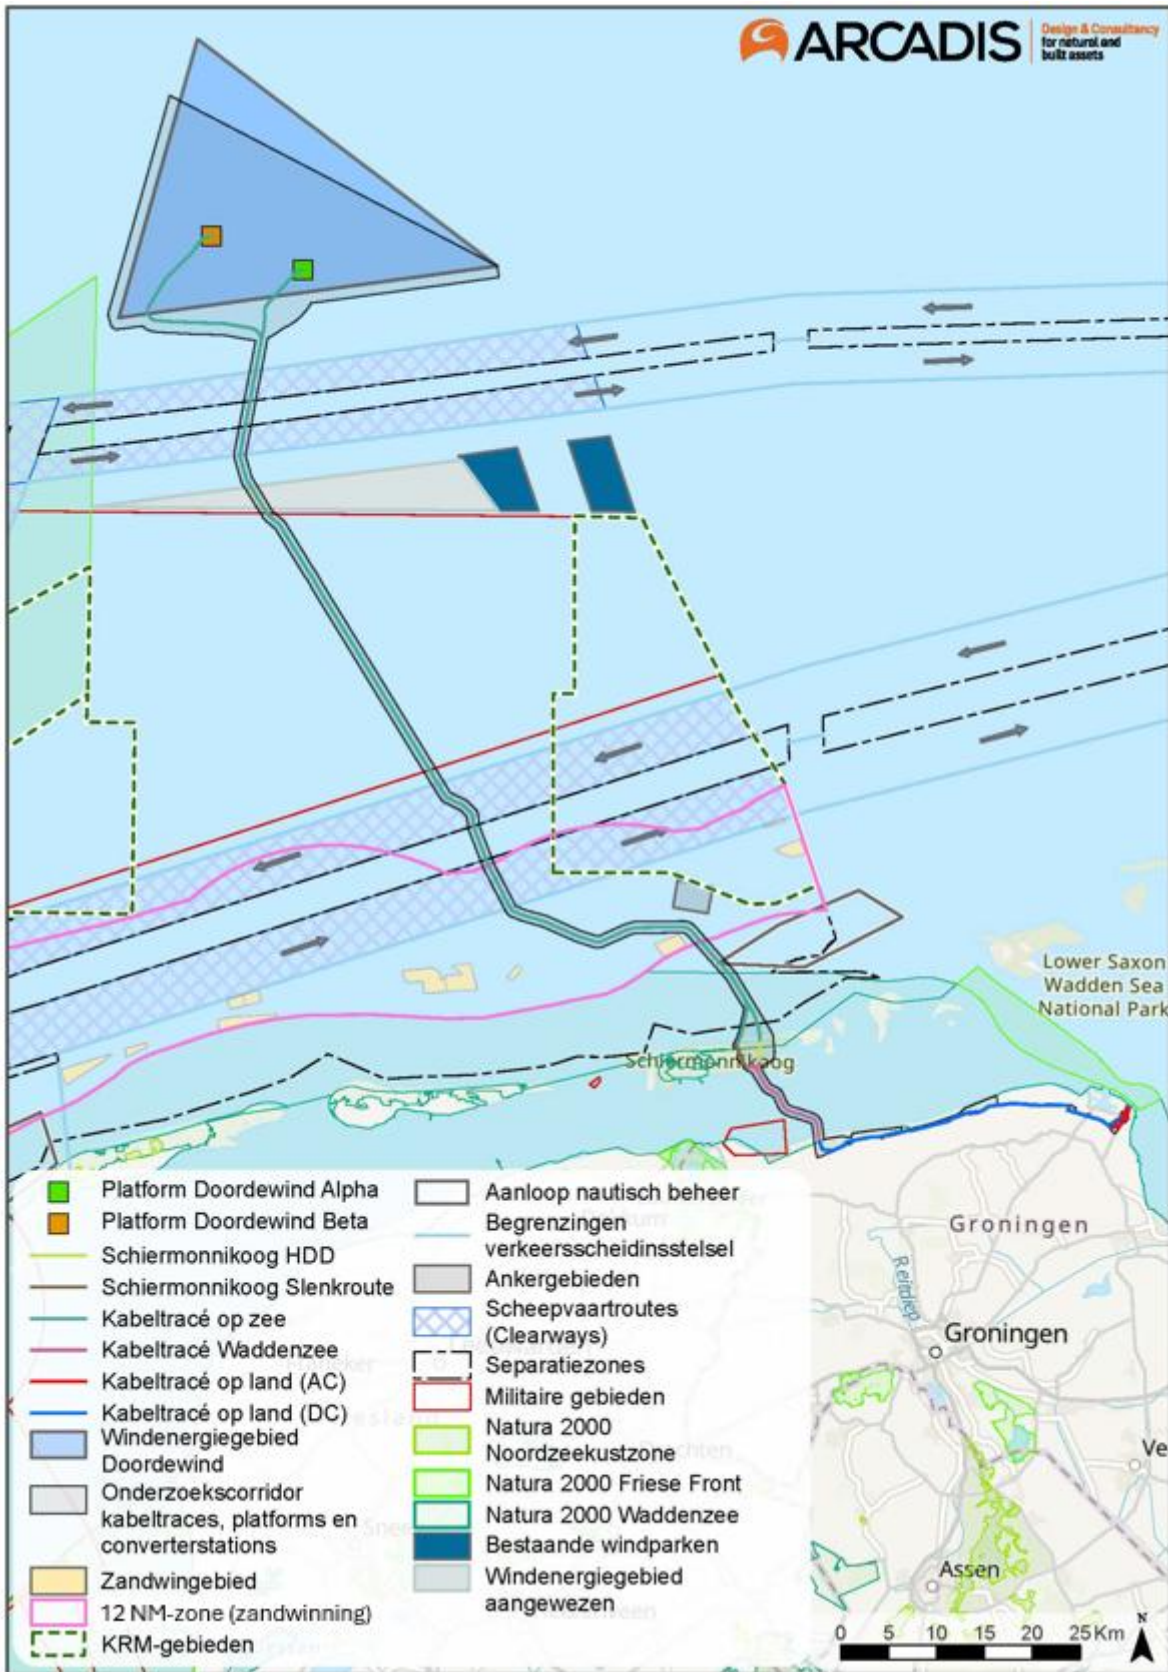 ARCADIS
Design & Consultancy
for natural and
built assets
Lower Saxon
Wadden Sea
National Park
Schiermonnikoog
Platform Doordewind Alpha
Platform Doordewind Beta
Schiermonnikoog HDD
Schiermonnikoog Slenkroute
Kabeltracé op zee
Kabeltracé Waddenzee
Kabeltracé op land (AC)
Kabeltracé op land (DC)
Windenergiegebied
Doordewind
Onderzoekscorridor
kabeltraces, platforms en
converterstations
Zandwingebied
12 NM-zone (zandwinning)
KRM-gebieden
Aanloop nautisch beheer
Begrenzingen
verkeersscheidinsstelsel
Ankergebieden
Scheepvaartroutes
(Clearways)
Separatiezones
Militaire gebieden
Natura 2000
Noordzeekustzone
Natura 2000 Friese Front
Natura 2000 Waddenzee
Bestaande windparken
Windenergiegebied
aangewezen
Groningen
Reitdiep
Groningen
Ve
Assen
0 5 10 15 20 25 Km
N